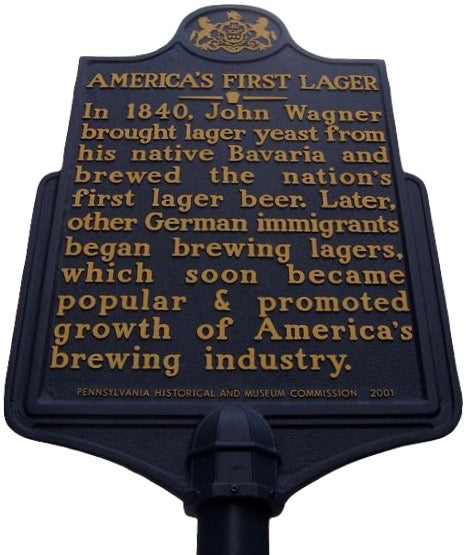 AMERICA'S FIRST LAGER
In 1840, John Wagner
brought lager yeast from
his native Bavaria and
brewed the nation's
first lager beer. Later,
other German immigrants
began brewing lagers,
which soon became
popular & promoted
growth of America's
brewing industry.
PENNSYLVANIA HISTORICAL AND MUSEUM COMMISSION 2001